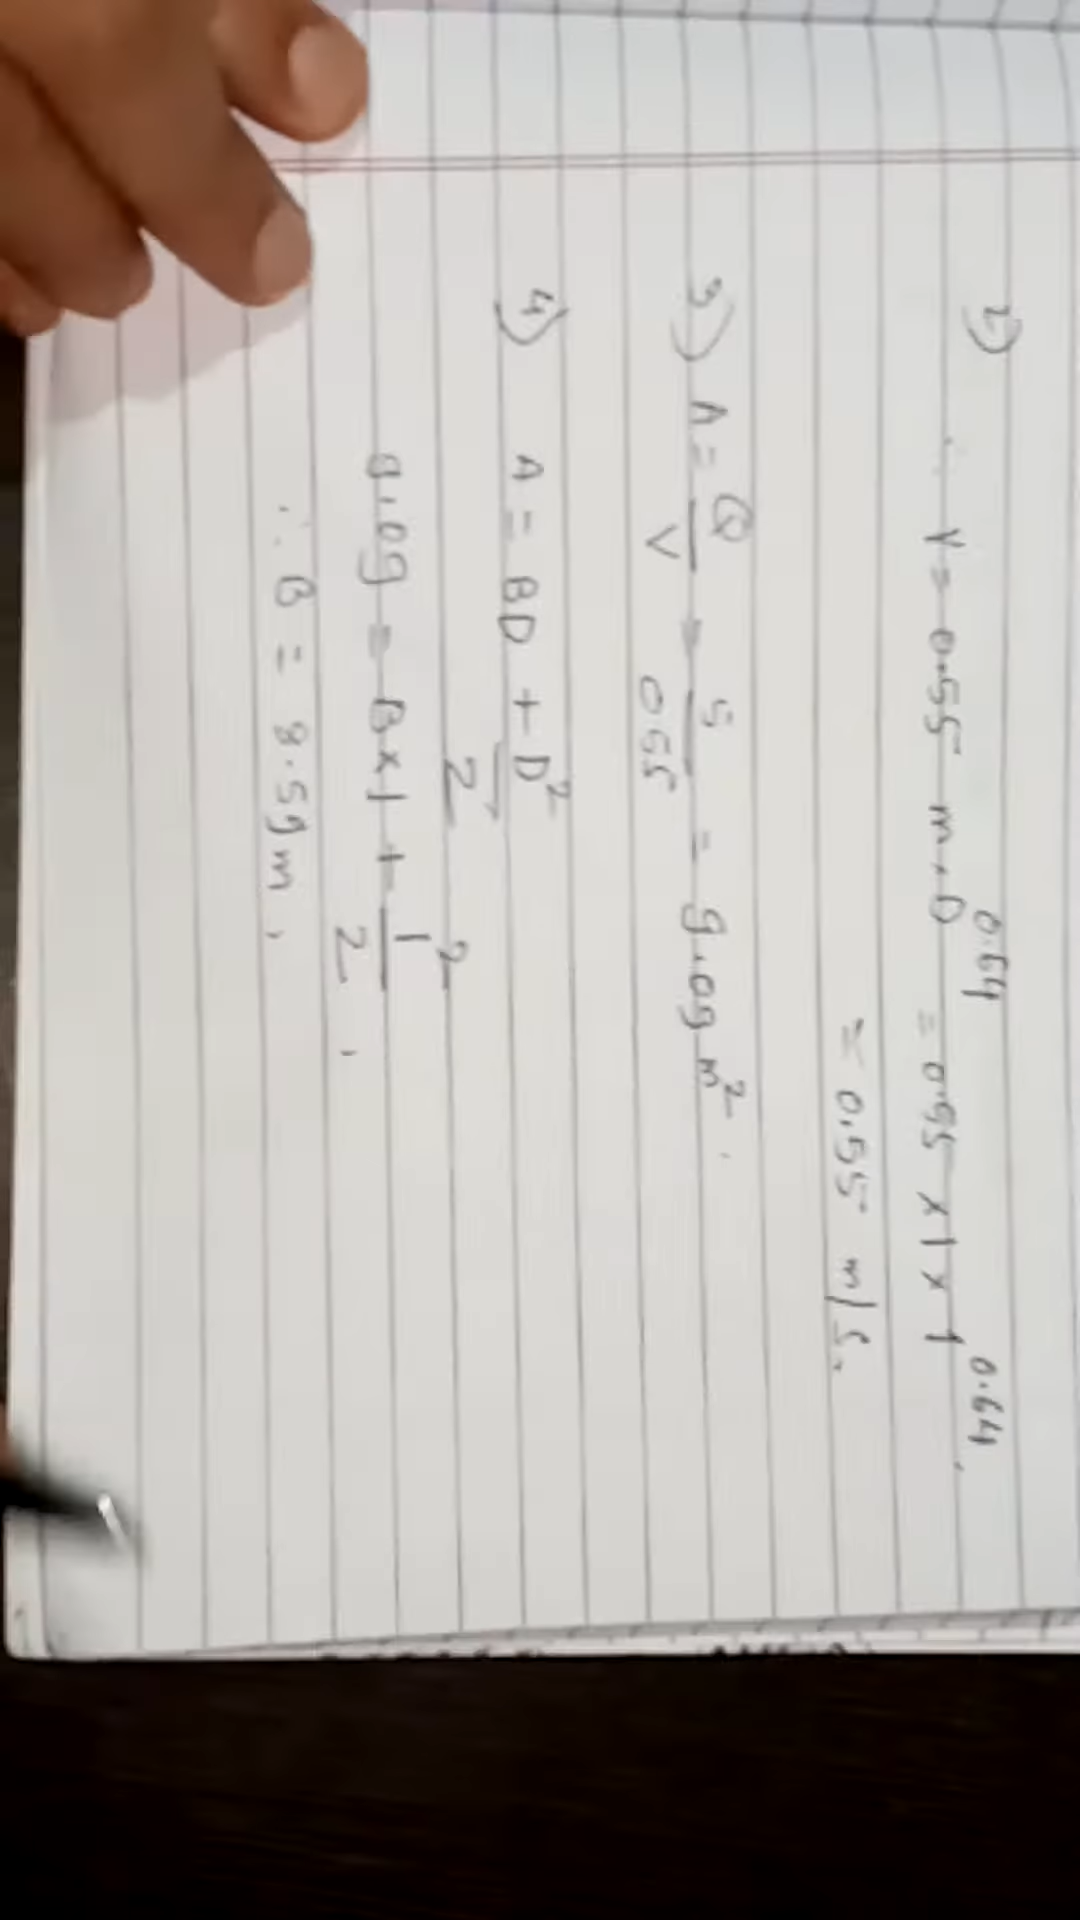 2)
∴ V = 0.55 m . D^0.64 = 0.55 x 1 x 1^0.64 .
= 0.55 m/s.
3) A = Q/V = 5/0.55 = 9.09 m² .
4) A = BD + D²/2
9.09 = B x 1 + 1²/2 .
∴ B = 8.59 m .